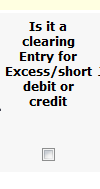 Is it a
clearing
Entry for
Excess/short
debit or
credit